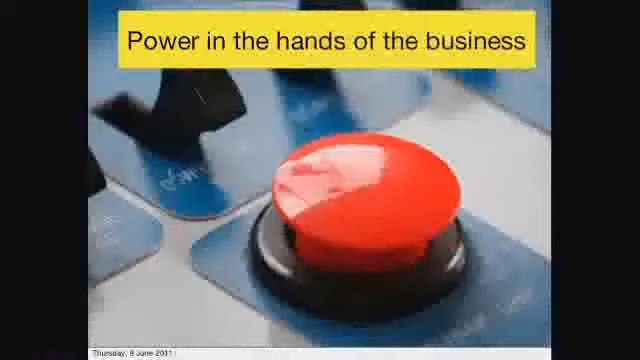 Power in the hands of the business
Thursday, 9 June 2011